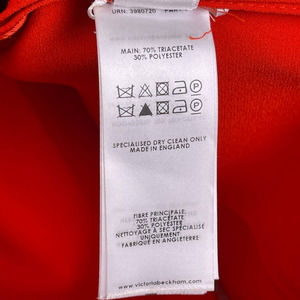 URN: 3980720
MAIN: 70% TRIACETATE
30% POLYESTER
SPECIALISED DRY CLEAN ONLY
MADE IN ENGLAND
FIBRE PRINCIPALE:
70% TRIACETATE
30% POLYESTER
NETTOYAGE A SEC SPÉCIALISÉ
UNIQUEMENT
FABRIQUÉ EN ANGLETERRE
www.victoriabeckham.com